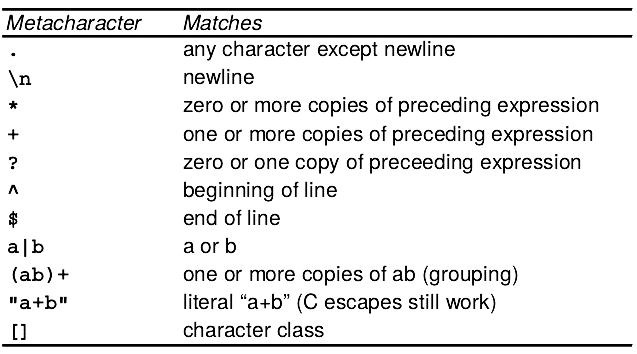 Metacharacter Matches
. any character except newline
\n newline
* zero or more copies of preceding expression
+ one or more copies of preceding expression
? zero or one copy of preceeding expression
^ beginning of line
$ end of line
a|b a or b
(ab)+ one or more copies of ab (grouping)
"a+b" literal “a+b” (C escapes still work)
[] character class